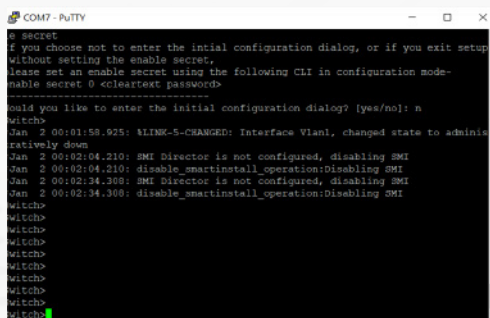 COM7 - PuTTY
e secret
f you choose not to enter the intial configuration dialog, or if you exit setup
without setting the enable secret,
lease set an enable secret using the following CLI in configuration mode-
nable secret 0 <cleartext password>
----------------------------------
ould you like to enter the initial configuration dialog? [yes/no]: n
witch>
Jan  2 00:01:58.925: %LINK-5-CHANGED: Interface Vlan1, changed state to adminis
ratively down
Jan  2 00:02:04.210: SMI Director is not configured, disabling SMI
Jan  2 00:02:04.210: disable_smartinstall_operation:Disabling SMI
Jan  2 00:02:34.308: SMI Director is not configured, disabling SMI
Jan  2 00:02:34.308: disable_smartinstall_operation:Disabling SMI
witch>
witch>
witch>
witch>
witch>
witch>
witch>
witch>
witch>
witch>